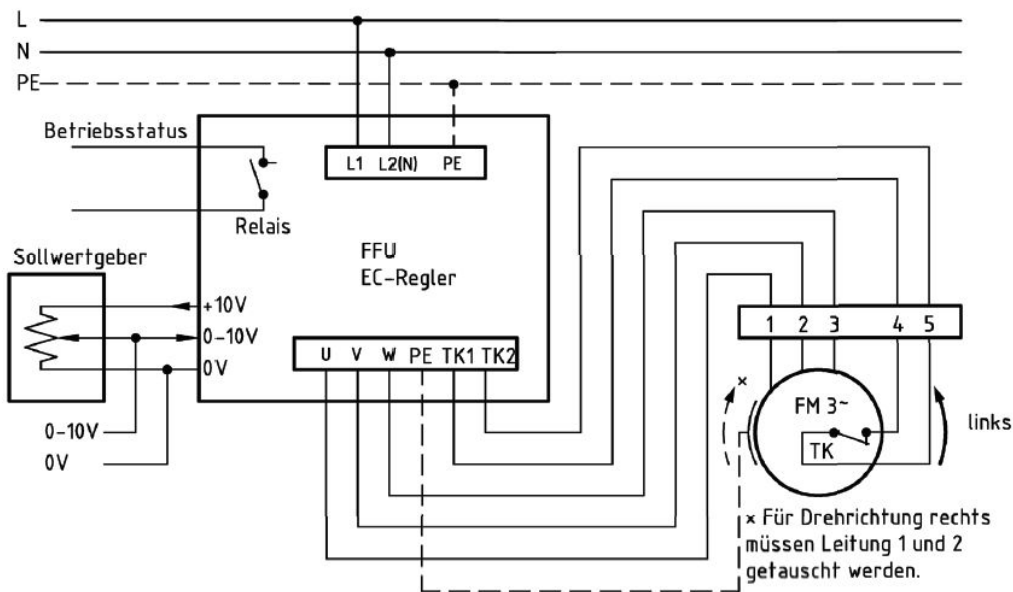 L
N
PE
Betriebsstatus
L1 L2(N) PE
Relais
FFU
EC-Regler
Sollwertgeber
+10V
0-10V
0V
U V W PE TK1 TK2
0-10V
0V
1 2 3 4 5
×
FM 3~
TK
links
× Für Drehrichtung rechts
müssen Leitung 1 und 2
getauscht werden.